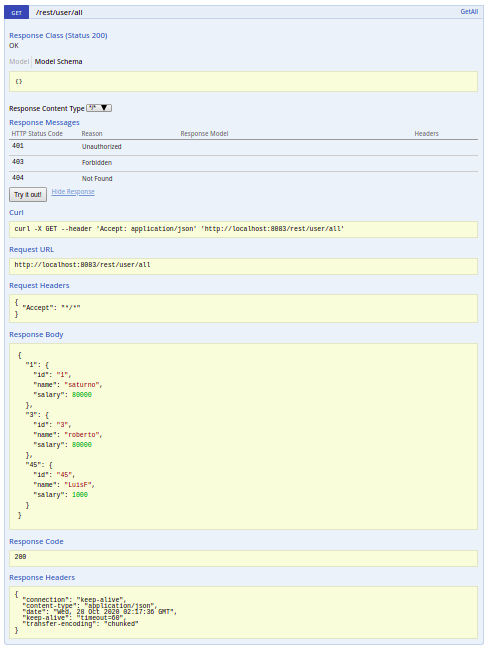 GET /rest/user/all GetAll
Response Class (Status 200)
OK
Model Model Schema
{}
Response Content Type */*
Response Messages
HTTP Status Code Reason Response Model Headers
401 Unauthorized
403 Forbidden
404 Not Found
Try it out! Hide Response
Curl
curl -X GET --header 'Accept: application/json' 'http://localhost:8083/rest/user/all'
Request URL
http://localhost:8083/rest/user/all
Request Headers
{
"Accept": "*/*"
}
Response Body
{
"1": {
"id": "1",
"name": "saturno",
"salary": 80000
},
"3": {
"id": "3",
"name": "roberto",
"salary": 80000
},
"45": {
"id": "45",
"name": "LuisF",
"salary": 1000
}
}
Response Code
200
Response Headers
{
"connection": "keep-alive",
"content-type": "application/json",
"date": "Wed, 28 Oct 2020 02:17:36 GMT",
"keep-alive": "timeout=60",
"transfer-encoding": "chunked"
}